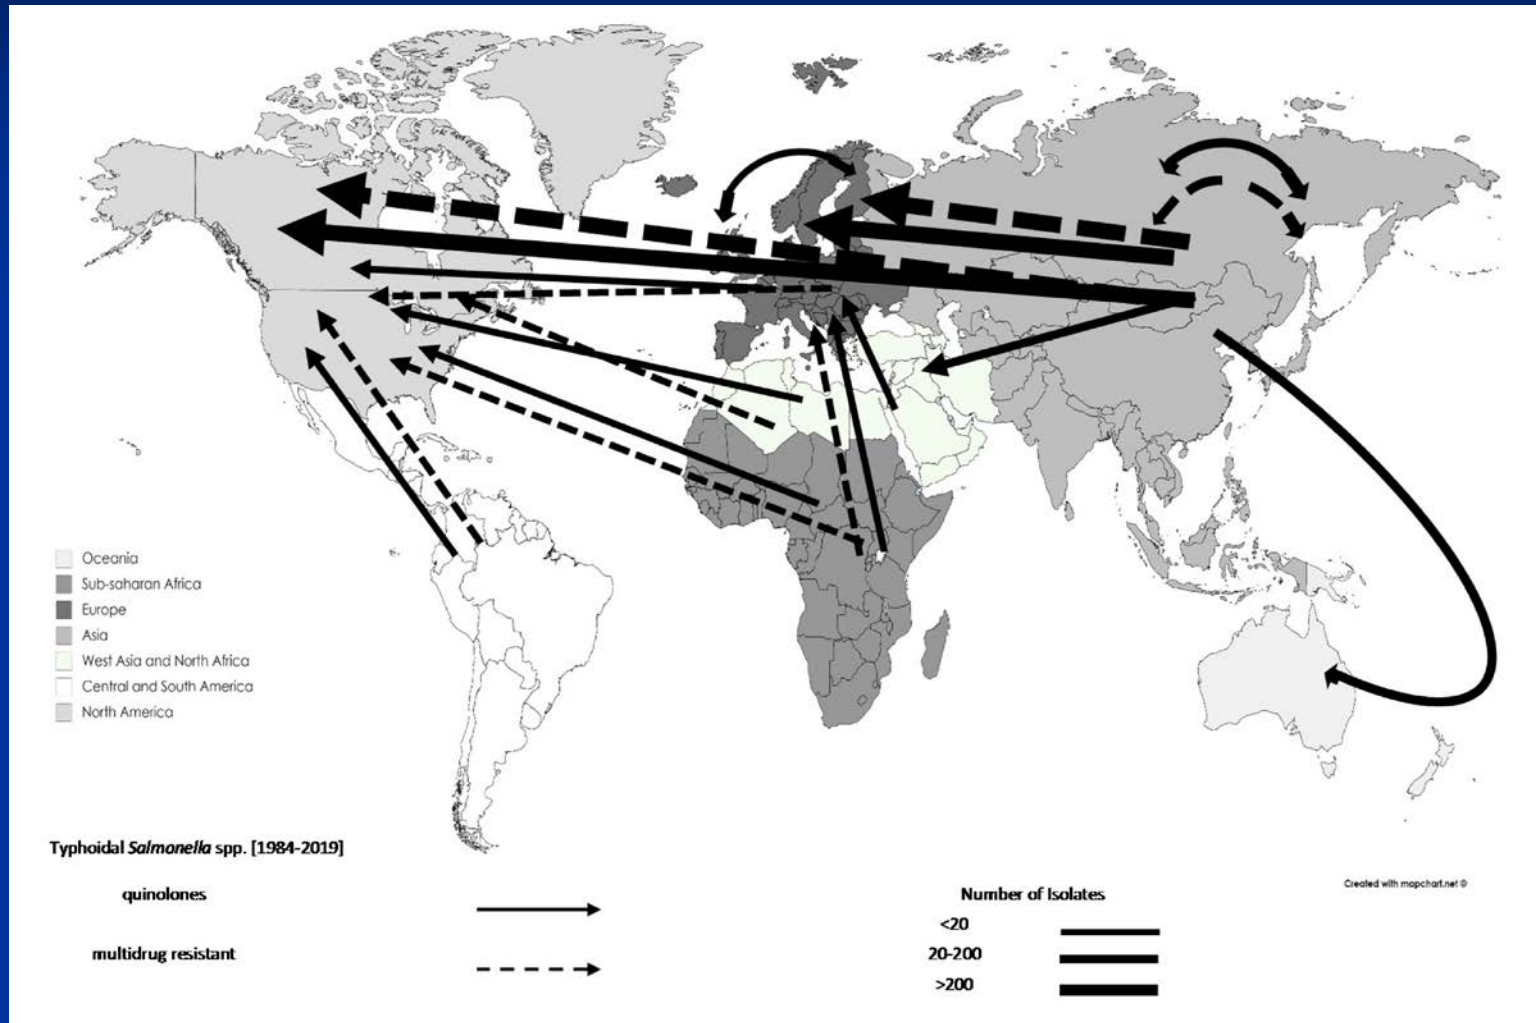 Oceania
Sub-saharan Africa
Europe
Asia
West Asia and North Africa
Central and South America
North America
Typhoidal Salmonella spp. [1984-2019]
quinolones
multidrug resistant
Number of Isolates
<20
20-200
>200
Created with mapchart.net ©